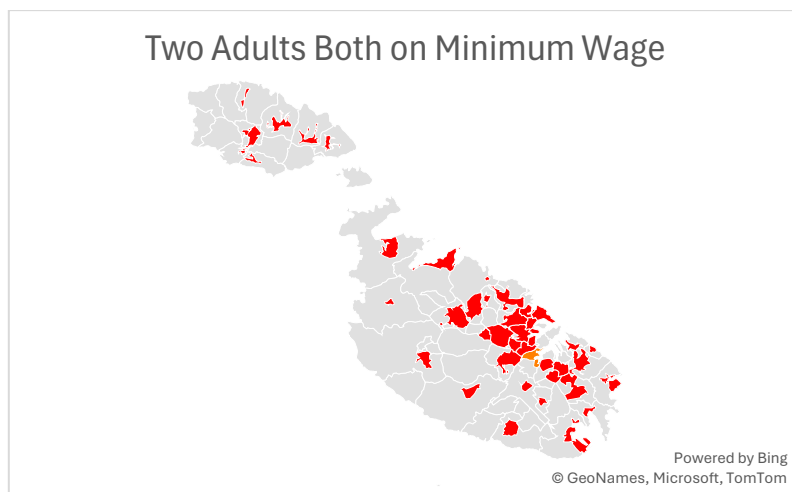 Two Adults Both on Minimum Wage
Powered by Bing
© GeoNames, Microsoft, TomTom